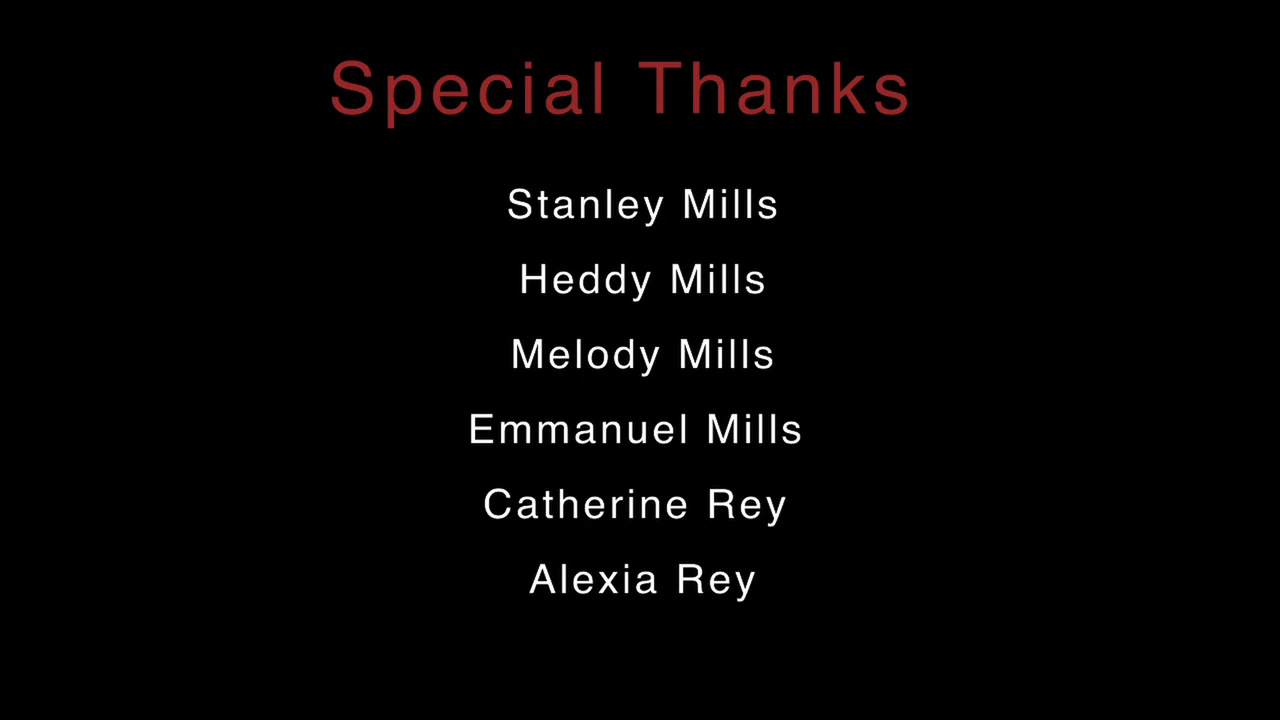 Special Thanks
Stanley Mills
Heddy Mills
Melody Mills
Emmanuel Mills
Catherine Rey
Alexia Rey